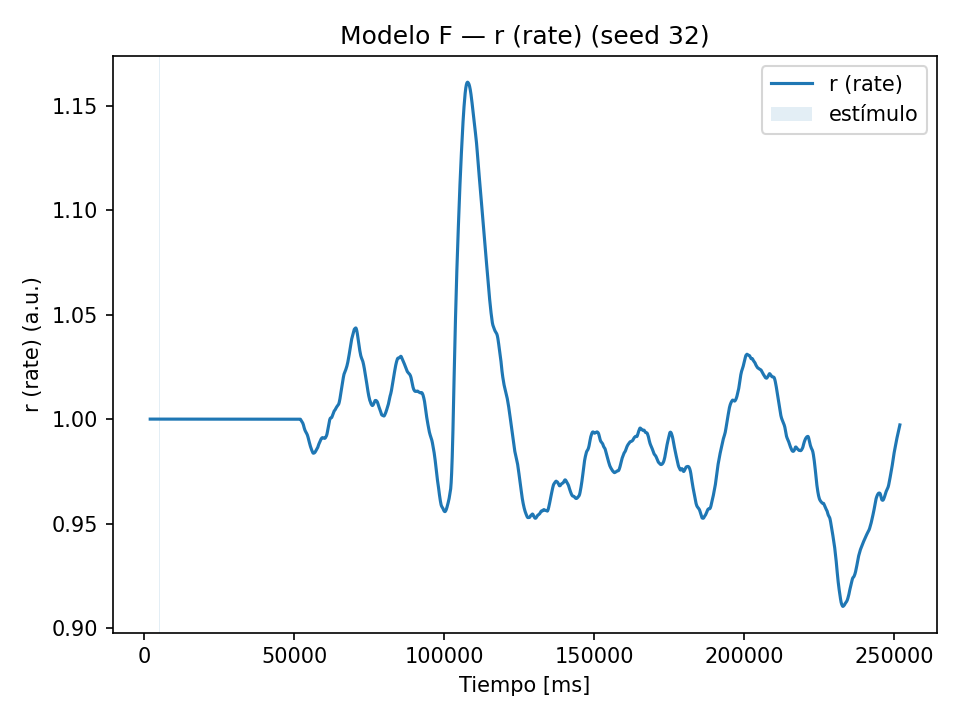 Modelo F — r (rate) (seed 32)
r (rate)
estímulo
r (rate) (a.u.)
1.15
1.10
1.05
1.00
0.95
0.90
0
50000
100000
150000
200000
250000
Tiempo [ms]